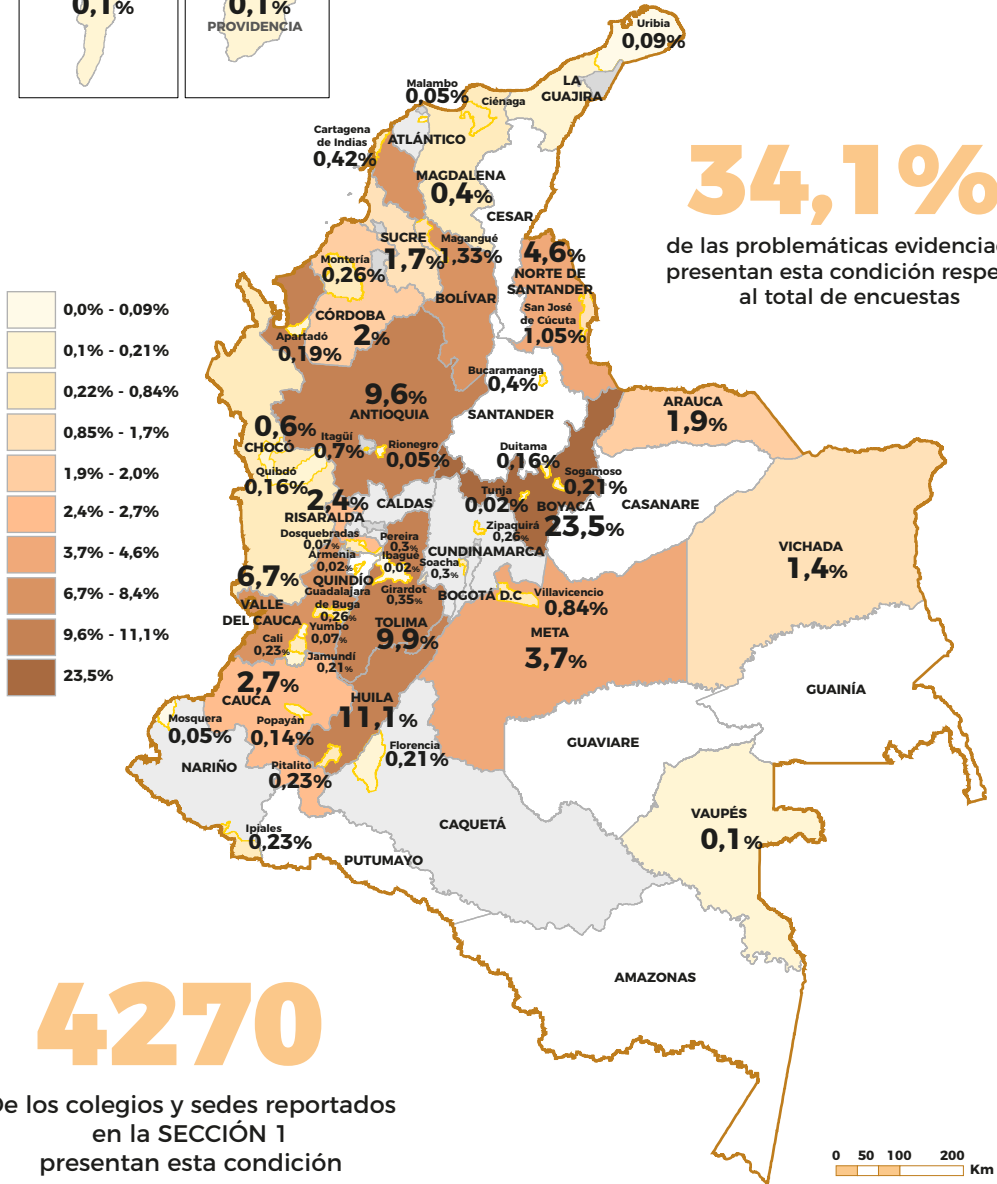 0,1%
0,1%
PROVIDENCIA
Uribia
0,09%
LA
GUAJIRA
Malambo
0,05%
Ciénaga
ATLÁNTICO
Cartagena
de Indias
0,42%
MAGDALENA
0,4%
CESAR
34,1%
de las problemáticas evidencia
presentan esta condición respe
al total de encuestas
SUCRE
1,7%
Magangué
1,33%
4,6%
NORTE DE
SANTANDER
Montería
0,26%
BOLÍVAR
San José
de Cúcuta
1,05%
0,0% - 0,09%
0,1% - 0,21%
0,22% - 0,84%
0,85% - 1,7%
1,9% - 2,0%
2,4% - 2,7%
3,7% - 4,6%
6,7% - 8,4%
9,6% - 11,1%
23,5%
CÓRDOBA
2%
Apartadó
0,19%
Bucaramanga
0,4%
SANTANDER
9,6%
ANTIOQUIA
ARAUCA
1,9%
0,6%
CHOCÓ
Itagüí
0,7%
Rionegro
0,05%
Duitama
0,16%
Quibdó
0,16%
Sogamoso
0,21%
CASANARE
2,4%
RISARALDA
CALDAS
Tunja
0,02%
BOYACÁ
23,5%
Dosquebradas
0,07%
Pereira
0,3%
Zipaquirá
0,26%
CUNDINAMARCA
VICHADA
1,4%
Armenia
0,02%
Ibagué
0,02%
Soacha
0,3%
6,7%
VALLE
DEL CAUCA
QUINDÍO
Guadalajara
de Buga
0,26%
Girardot
0,35%
BOGOTÁ D.C
Villavicencio
0,84%
Yumbo
0,07%
TOLIMA
9,9%
META
3,7%
Cali
0,23%
Jamundí
0,21%
2,7%
CAUCA
HUILA
11,1%
GUAINÍA
Mosquera
0,05%
Popayán
0,14%
GUAVIARE
Florencia
0,21%
NARIÑO
Pitalito
0,23%
VAUPÉS
0,1%
Ipiales
0,23%
CAQUETÁ
PUTUMAYO
AMAZONAS
4270
De los colegios y sedes reportados
en la SECCIÓN 1
presentan esta condición
0 50 100 200
Km